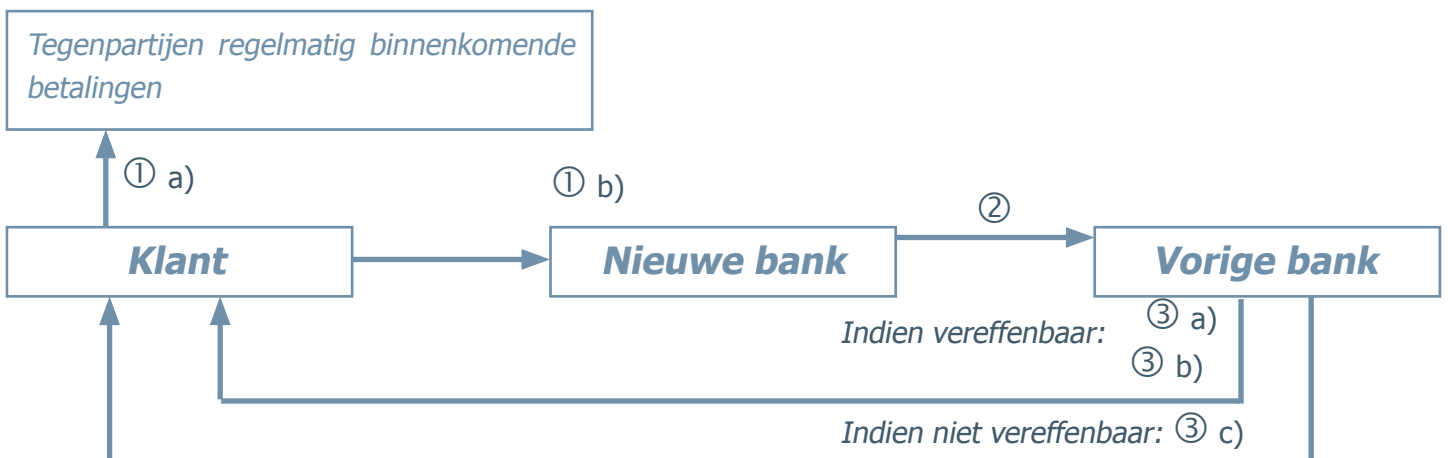 Tegenpartijen regelmatig binnenkomende
betalingen
① a)
① b)
②
Klant
Nieuwe bank
Vorige bank
Indien vereffenbaar: ③ a)
③ b)
Indien niet vereffenbaar: ③ c)